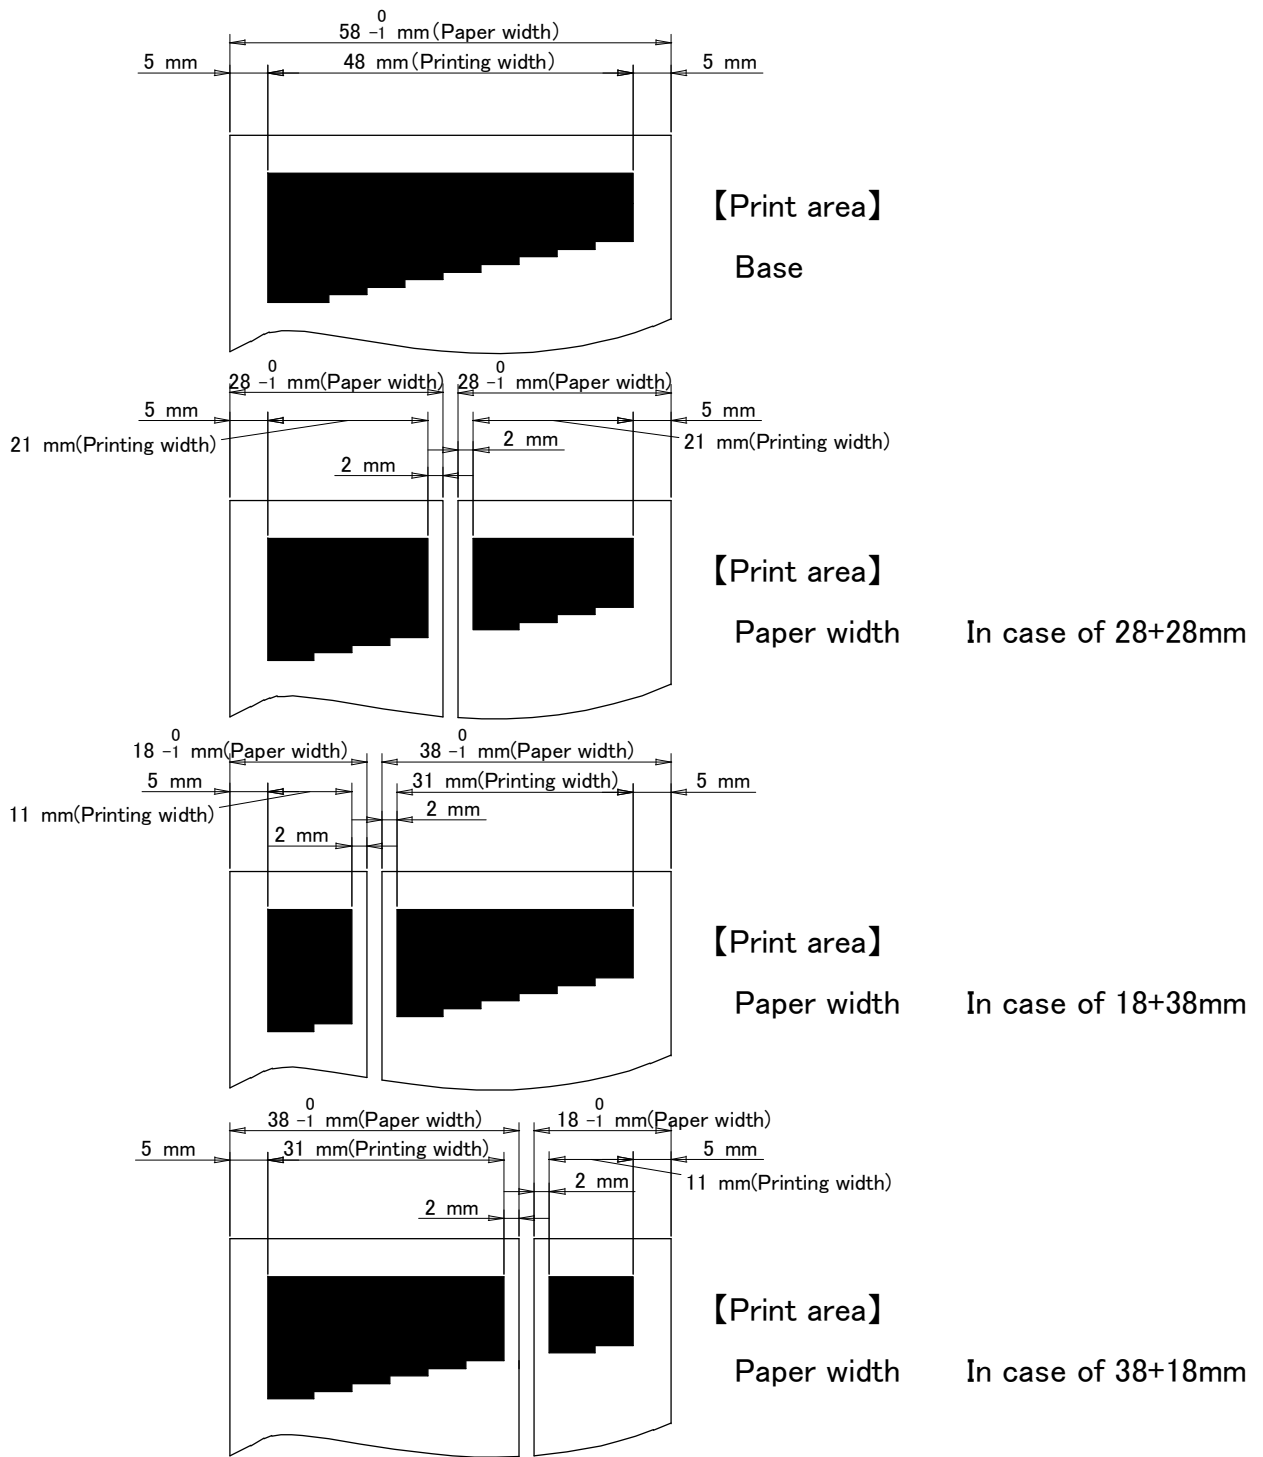 58 0/-1 mm(Paper width)
5 mm 48 mm(Printing width) 5 mm
【Print area】
Base
28 0/-1 mm(Paper width) 28 0/-1 mm(Paper width)
5 mm 5 mm
21 mm(Printing width) 2 mm 21 mm(Printing width)
2 mm
【Print area】
Paper width In case of 28+28mm
18 0/-1 mm(Paper width) 38 0/-1 mm(Paper width)
5 mm 31 mm(Printing width) 5 mm
11 mm(Printing width) 2 mm
2 mm
【Print area】
Paper width In case of 18+38mm
38 0/-1 mm(Paper width) 18 0/-1 mm(Paper width)
5 mm 31 mm(Printing width) 5 mm
2 mm 11 mm(Printing width)
2 mm
【Print area】
Paper width In case of 38+18mm